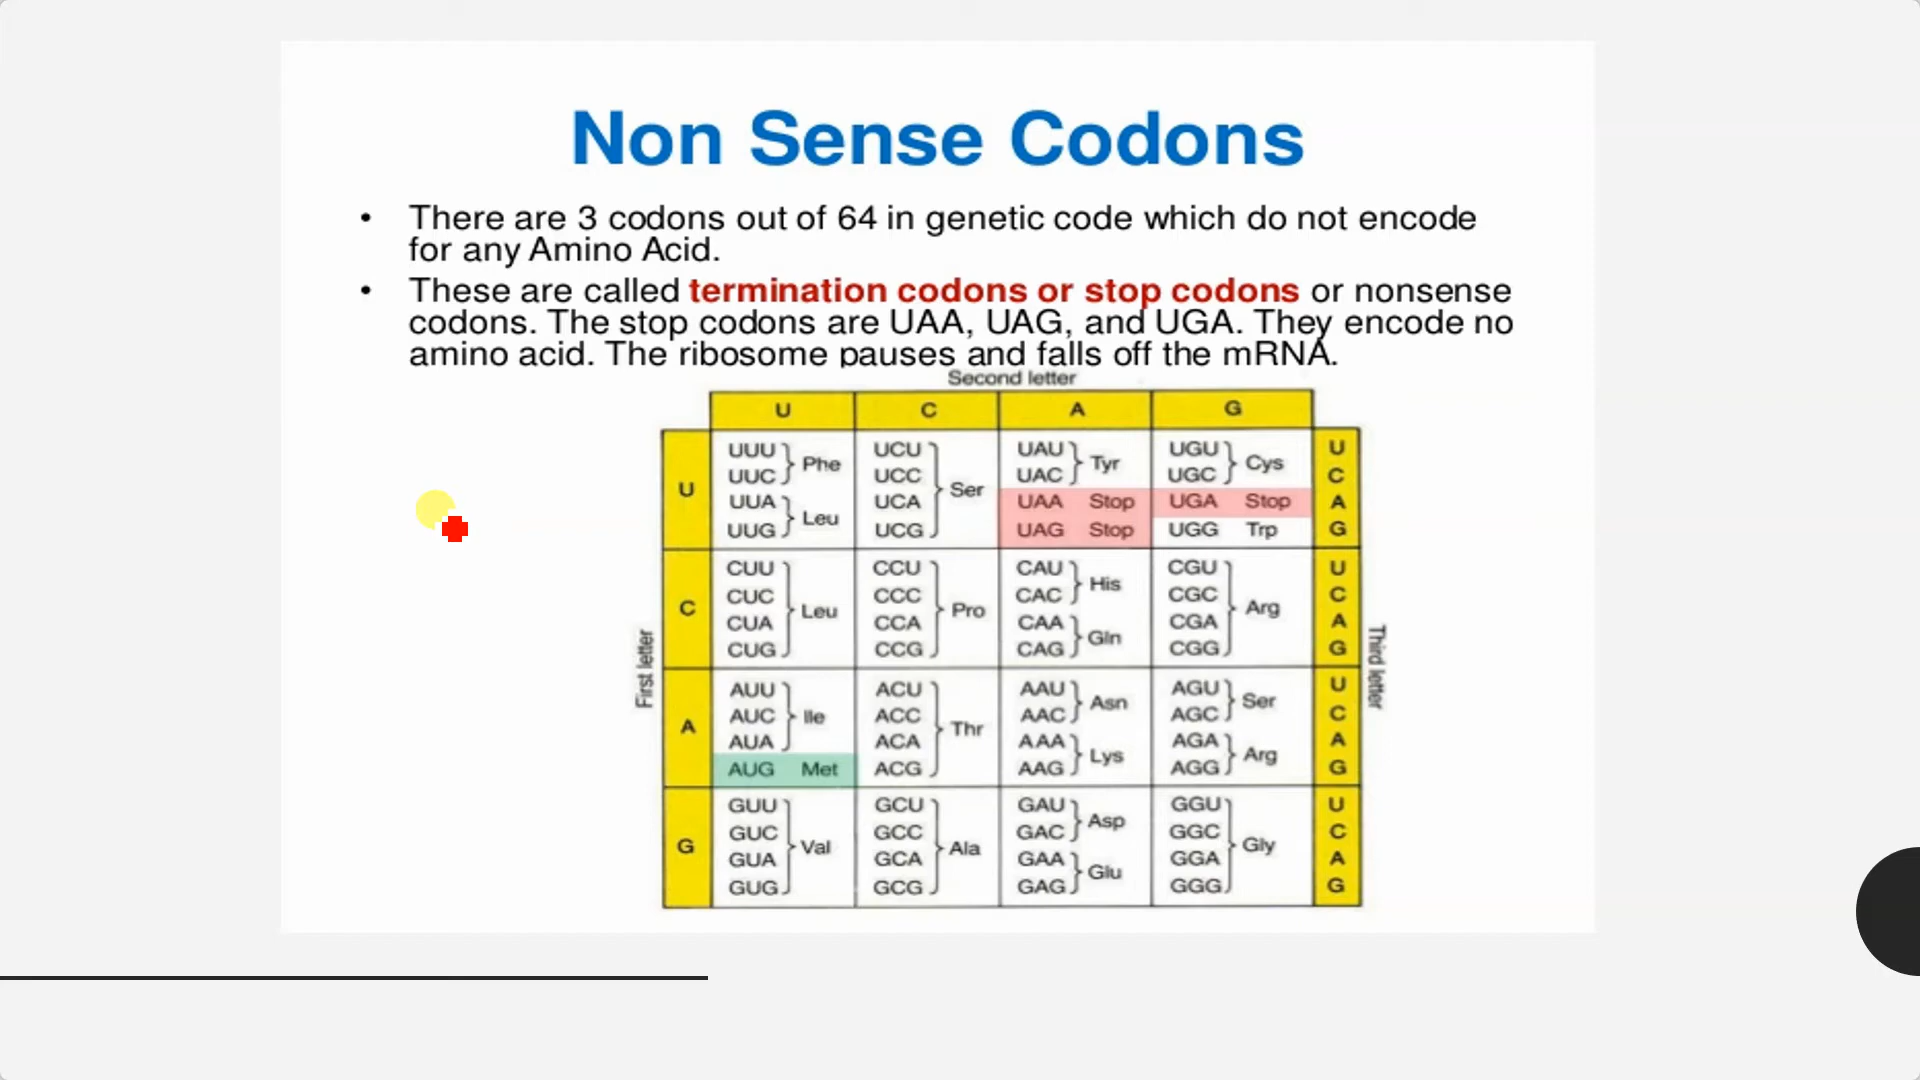 Non Sense Codons
• There are 3 codons out of 64 in genetic code which do not encode
for any Amino Acid.
• These are called termination codons or stop codons or nonsense
codons. The stop codons are UAA, UAG, and UGA. They encode no
amino acid. The ribosome pauses and falls off the mRNA.
Second letter
U C A G
First letter
Third letter
U
UUU UCU UAU UGU U
Phe Tyr Cys
UUC UCC UAC UGC C
Ser
UUA UCA UAA Stop UGA Stop A
Leu
UUG UCG UAG Stop UGG Trp G
C
CUU CCU CAU CGU U
His
CUC CCC CAC CGC C
Leu Pro Arg
CUA CCA CAA CGA A
Gln
CUG CCG CAG CGG G
A
AUU ACU AAU AGU U
Asn Ser
AUC ACC AAC AGC C
Ile Thr
AUA ACA AAA AGA A
Lys Arg
AUG Met ACG AAG AGG G
G
GUU GCU GAU GGU U
Asp
GUC GCC GAC GGC C
Val Ala Gly
GUA GCA GAA GGA A
Glu
GUG GCG GAG GGG G